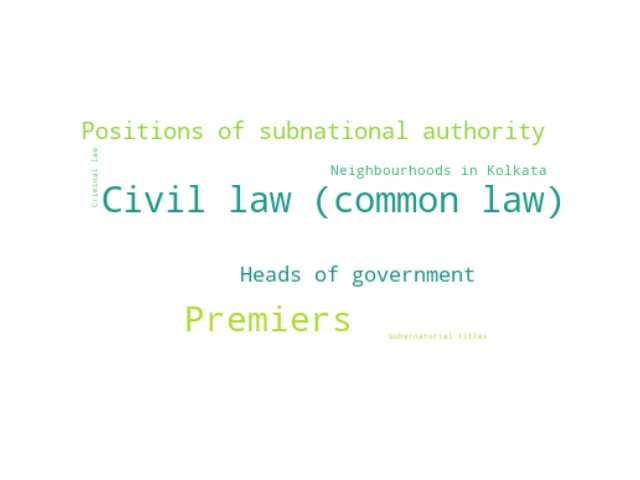 Positions of subnational authority
Criminal law
Neighbourhoods in Kolkata
Civil law (common law)
Heads of government
Premiers
Gubernatorial titles